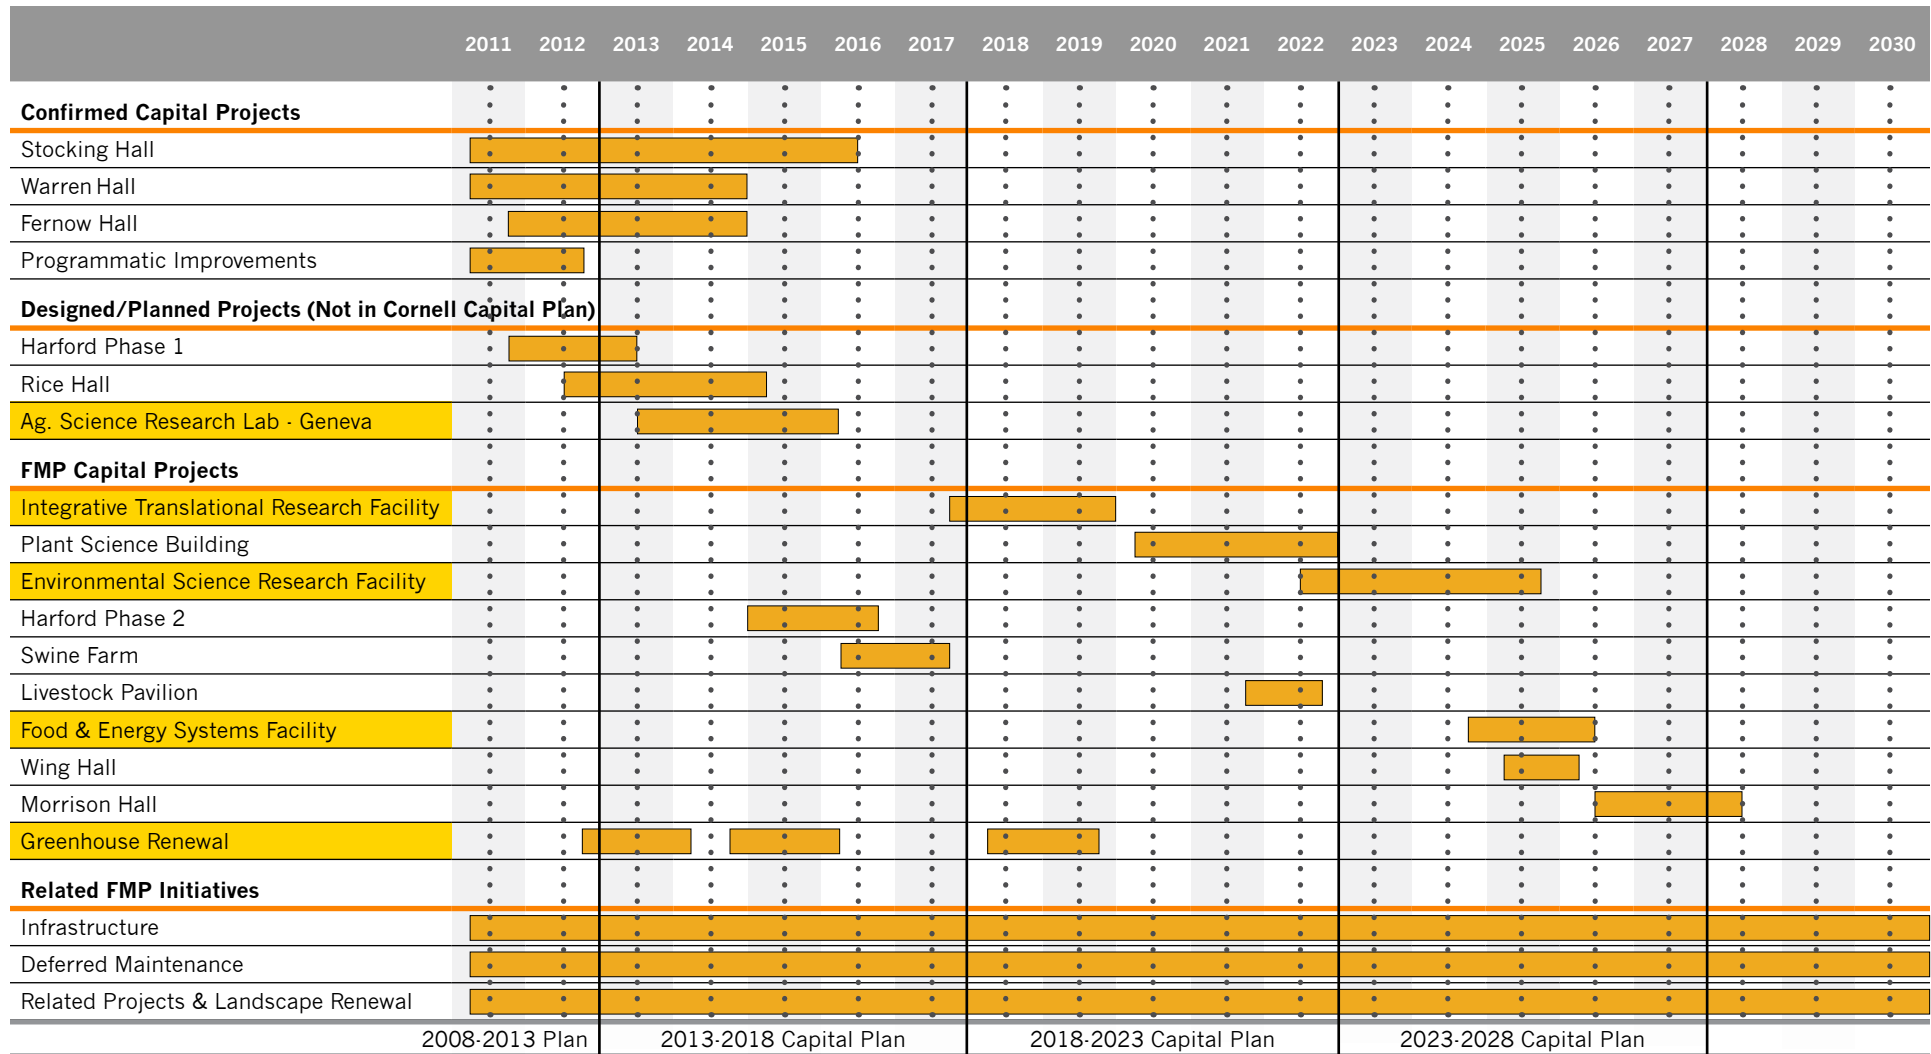 2011 2012 2013 2014 2015 2016 2017 2018 2019 2020 2021 2022 2023 2024 2025 2026 2027 2028 2029 2030
Confirmed Capital Projects
Stocking Hall
Warren Hall
Fernow Hall
Programmatic Improvements
Designed/Planned Projects (Not in Cornell Capital Plan)
Harford Phase 1
Rice Hall
Ag. Science Research Lab - Geneva
FMP Capital Projects
Integrative Translational Research Facility
Plant Science Building
Environmental Science Research Facility
Harford Phase 2
Swine Farm
Livestock Pavilion
Food & Energy Systems Facility
Wing Hall
Morrison Hall
Greenhouse Renewal
Related FMP Initiatives
Infrastructure
Deferred Maintenance
Related Projects & Landscape Renewal
2008-2013 Plan 2013-2018 Capital Plan 2018-2023 Capital Plan 2023-2028 Capital Plan